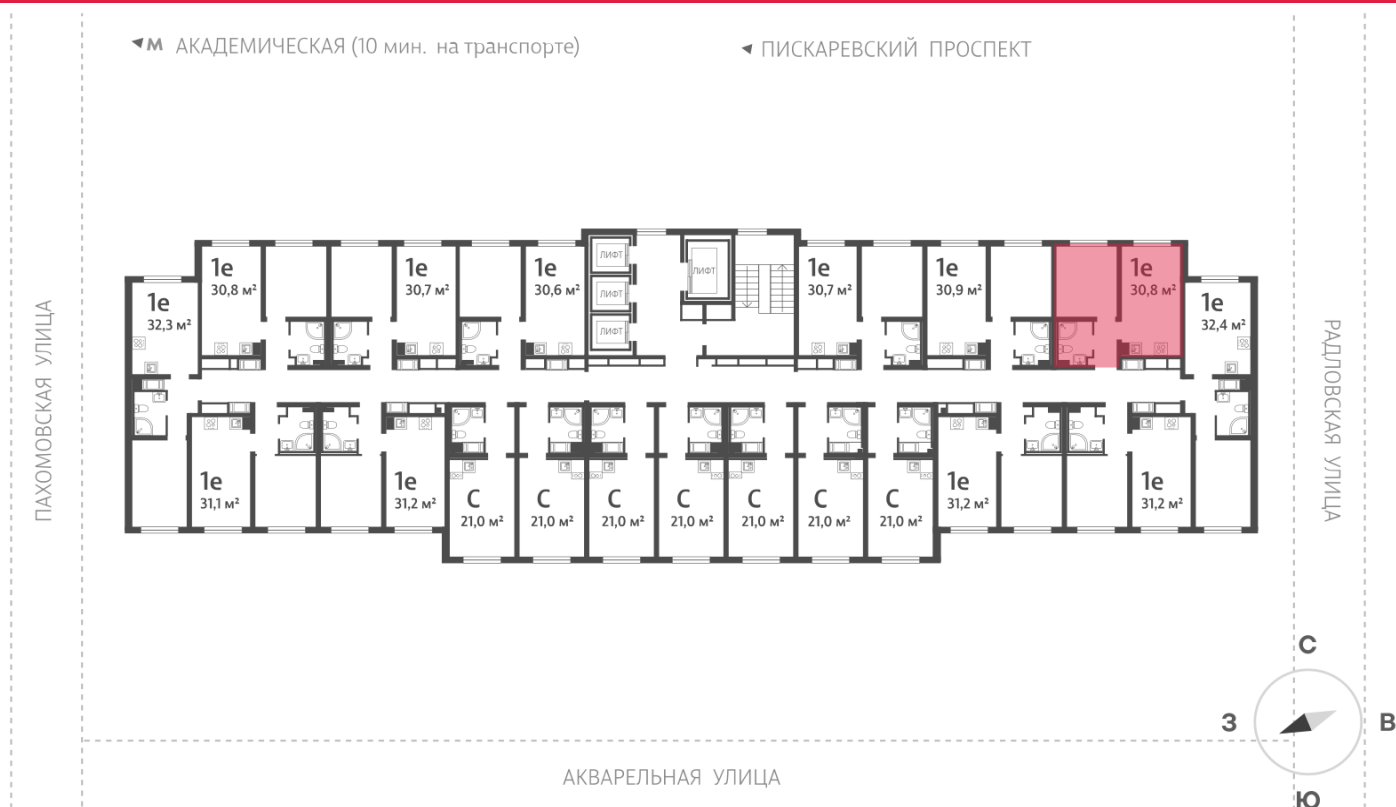 М АКАДЕМИЧЕСКАЯ (10 мин. на транспорте)
ПИСКАРЕВСКИЙ ПРОСПЕКТ
ПАХОМОВСКАЯ УЛИЦА
1е
32,3 м²
1е
30,8 м²
1е
30,7 м²
1е
30,6 м²
ЛИФТ
ЛИФТ
ЛИФТ
ЛИФТ
1е
30,7 м²
1е
30,9 м²
1е
30,8 м²
1е
32,4 м²
РАДЛОВСКАЯ УЛИЦА
1е
31,1 м²
1е
31,2 м²
С
21,0 м²
С
21,0 м²
С
21,0 м²
С
21,0 м²
С
21,0 м²
С
21,0 м²
С
21,0 м²
1е
31,2 м²
1е
31,2 м²
С
З
В
Ю
АКВАРЕЛЬНАЯ УЛИЦА